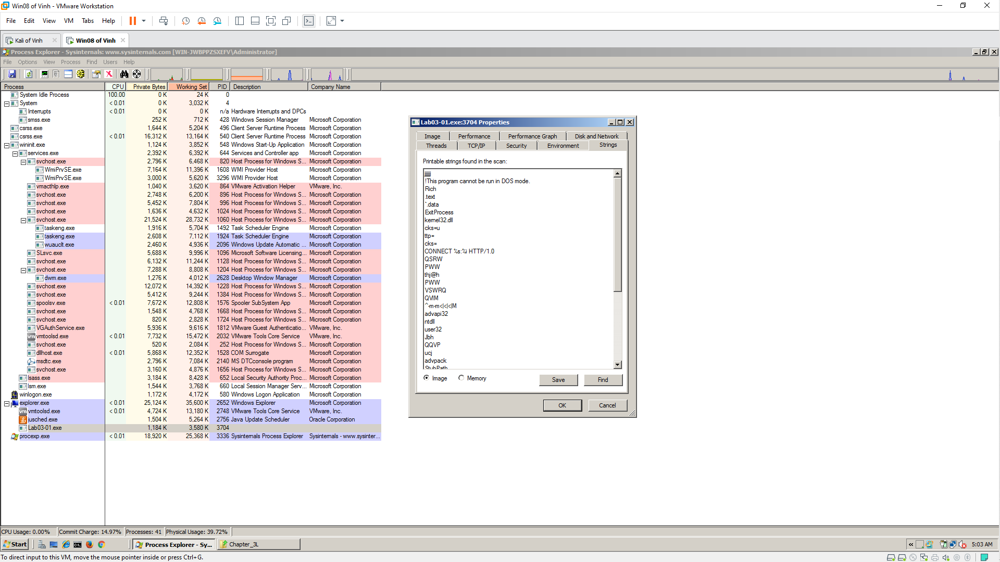 Win08 of Vinh - VMware Workstation
File Edit View VM Tabs Help
Kali of Vinh Win08 of Vinh
Process Explorer - Sysinternals: www.sysinternals.com [WIN-JWBPPZSXEFV\Administrator]
File Options View Process Find Users Help
Process CPU Private Bytes Working Set PID Description Company Name
System Idle Process 100.00 0 K 24 K 0
System < 0.01 0 K 3,032 K 4
Interrupts < 0.01 0 K 0 K n/a Hardware Interrupts and DPCs
smss.exe 252 K 712 K 428 Windows Session Manager Microsoft Corporation
csrss.exe 1,644 K 5,204 K 496 Client Server Runtime Process Microsoft Corporation
csrss.exe < 0.01 16,312 K 13,164 K 540 Client Server Runtime Process Microsoft Corporation
wininit.exe 1,124 K 3,852 K 548 Windows Start-Up Application Microsoft Corporation
services.exe 2,392 K 6,392 K 644 Services and Controller app Microsoft Corporation
svchost.exe 2,796 K 6,468 K 820 Host Process for Windows S... Microsoft Corporation
WmiPrvSE.exe 7,164 K 11,396 K 1608 WMI Provider Host Microsoft Corporation
WmiPrvSE.exe 3,000 K 5,620 K 3296 WMI Provider Host Microsoft Corporation
vmacthlp.exe 1,040 K 3,620 K 864 VMware Activation Helper VMware, Inc.
svchost.exe 2,748 K 6,200 K 896 Host Process for Windows S... Microsoft Corporation
svchost.exe 5,452 K 7,804 K 996 Host Process for Windows S... Microsoft Corporation
svchost.exe 1,636 K 4,632 K 1024 Host Process for Windows S... Microsoft Corporation
svchost.exe 21,524 K 28,732 K 1060 Host Process for Windows S... Microsoft Corporation
taskeng.exe 1,916 K 5,704 K 1492 Task Scheduler Engine Microsoft Corporation
taskeng.exe 2,608 K 7,112 K 1924 Task Scheduler Engine Microsoft Corporation
wuauclt.exe 2,460 K 4,936 K 2096 Windows Update Automatic ... Microsoft Corporation
SLsvc.exe 5,688 K 9,996 K 1096 Microsoft Software Licensing... Microsoft Corporation
svchost.exe 6,132 K 11,244 K 1128 Host Process for Windows S... Microsoft Corporation
svchost.exe 7,288 K 8,808 K 1204 Host Process for Windows S... Microsoft Corporation
dwm.exe 1,276 K 4,012 K 2628 Desktop Window Manager Microsoft Corporation
svchost.exe 12,072 K 14,392 K 1228 Host Process for Windows S... Microsoft Corporation
svchost.exe 5,412 K 9,244 K 1384 Host Process for Windows S... Microsoft Corporation
spoolsv.exe < 0.01 7,672 K 12,808 K 1576 Spooler SubSystem App Microsoft Corporation
svchost.exe 1,548 K 4,768 K 1668 Host Process for Windows S... Microsoft Corporation
svchost.exe 820 K 2,828 K 1724 Host Process for Windows S... Microsoft Corporation
VGAuthService.exe 5,936 K 9,616 K 1812 VMware Guest Authenticatio... VMware, Inc.
vmtoolsd.exe < 0.01 7,732 K 15,472 K 2032 VMware Tools Core Service VMware, Inc.
svchost.exe 520 K 2,084 K 252 Host Process for Windows S... Microsoft Corporation
dllhost.exe < 0.01 5,868 K 12,352 K 1528 COM Surrogate Microsoft Corporation
msdtc.exe 2,796 K 7,084 K 2140 MS DTCconsole program Microsoft Corporation
svchost.exe 3,160 K 4,876 K 1656 Host Process for Windows S... Microsoft Corporation
lsass.exe 3,184 K 8,428 K 652 Local Security Authority Proc... Microsoft Corporation
lsm.exe 1,544 K 3,768 K 660 Local Session Manager Serv... Microsoft Corporation
winlogon.exe 1,172 K 4,172 K 580 Windows Logon Application Microsoft Corporation
explorer.exe < 0.01 25,124 K 35,600 K 2652 Windows Explorer Microsoft Corporation
vmtoolsd.exe < 0.01 4,724 K 13,180 K 2748 VMware Tools Core Service VMware, Inc.
jusched.exe 1,504 K 5,264 K 2756 Java Update Scheduler Oracle Corporation
Lab03-01.exe 1,184 K 3,580 K 3704
procexp.exe < 0.01 18,920 K 25,368 K 3336 Sysinternals Process Explorer Sysinternals - www.sysinter...
Lab03-01.exe:3704 Properties
Image Performance Performance Graph Disk and Network
Threads TCP/IP Security Environment Strings
Printable strings found in the scan:
!This program cannot be run in DOS mode.
Rich
.text
`.data
ExitProcess
kernel32.dll
cks=u
ttp=
cks=
CONNECT %s:%i HTTP/1.0
QSRW
PWW
thj@h
PWW
VSWRQ
QVIM
^-m-m<|<|<|M
advapi32
ntdll
user32
Jbh
QQVP
ucj
advpack
StubPath
Image Memory Save Find
OK Cancel
CPU Usage: 0.00% Commit Charge: 14.97% Processes: 41 Physical Usage: 39.72%
Start Process Explorer - Sy... Chapter_3L « 5:03 AM
To direct input to this VM, move the mouse pointer inside or press Ctrl+G.